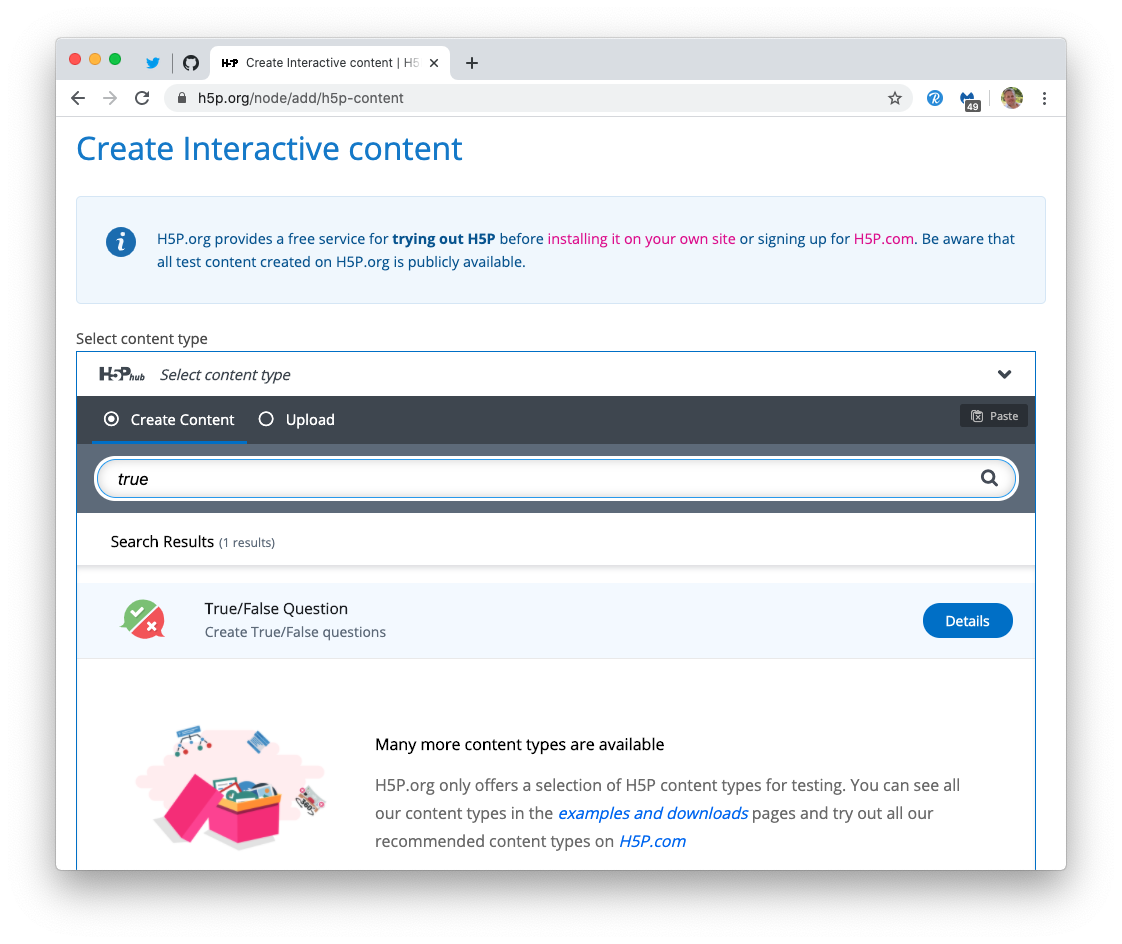 H5P Create Interactive content | H5
h5p.org/node/add/h5p-content
49
Create Interactive content
H5P.org provides a free service for trying out H5P before installing it on your own site or signing up for H5P.com. Be aware that
all test content created on H5P.org is publicly available.
Select content type
H5Phub Select content type
Create Content Upload Paste
true
Search Results (1 results)
True/False Question
Create True/False questions
Details
Many more content types are available
H5P.org only offers a selection of H5P content types for testing. You can see all
our content types in the examples and downloads pages and try out all our
recommended content types on H5P.com